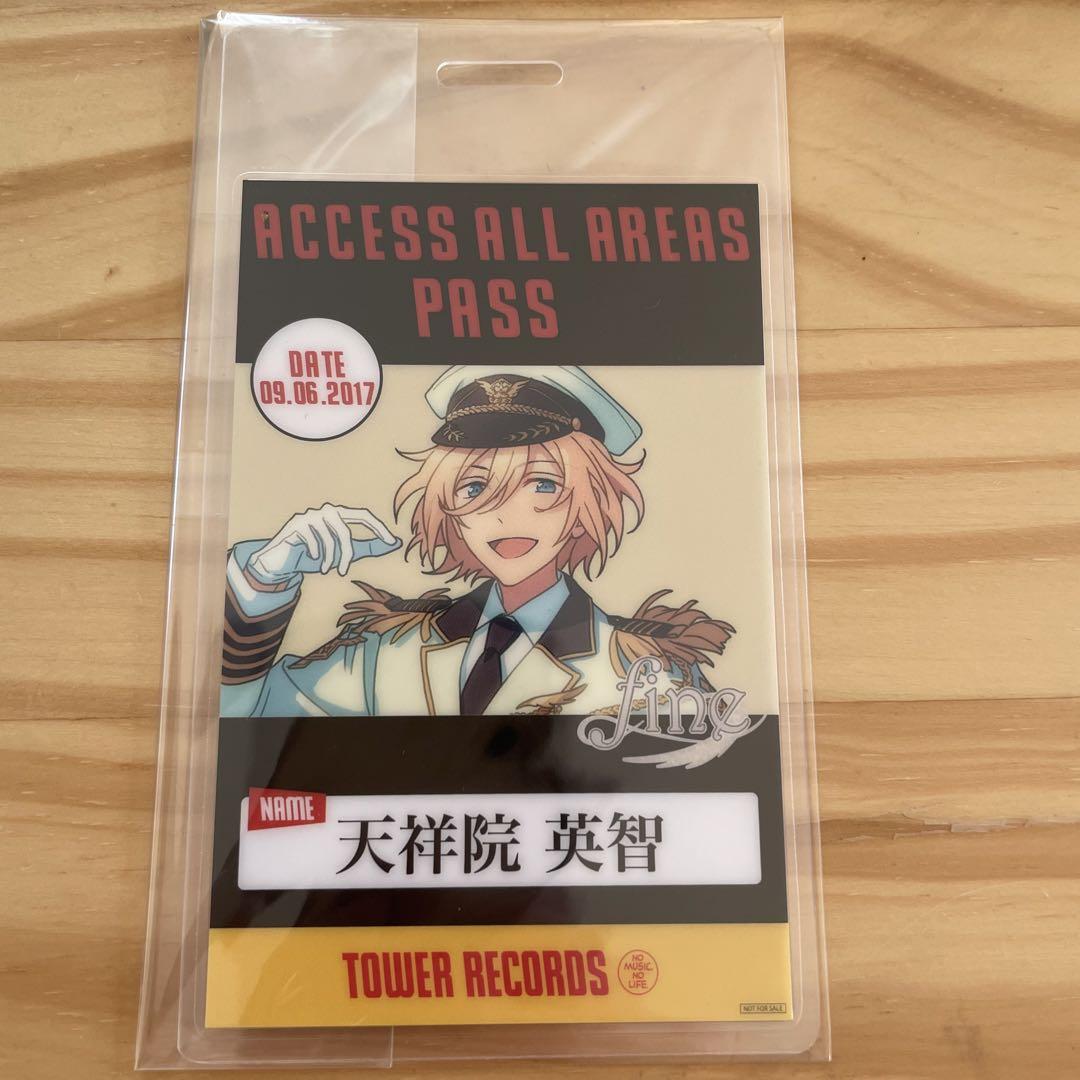 ACCESS ALL AREAS
PASS
DATE
09.06.2017
fine
NAME
天祥院 英智
TOWER RECORDS
NO
MUSIC,
NO
LIFE.
NOT FOR SALE